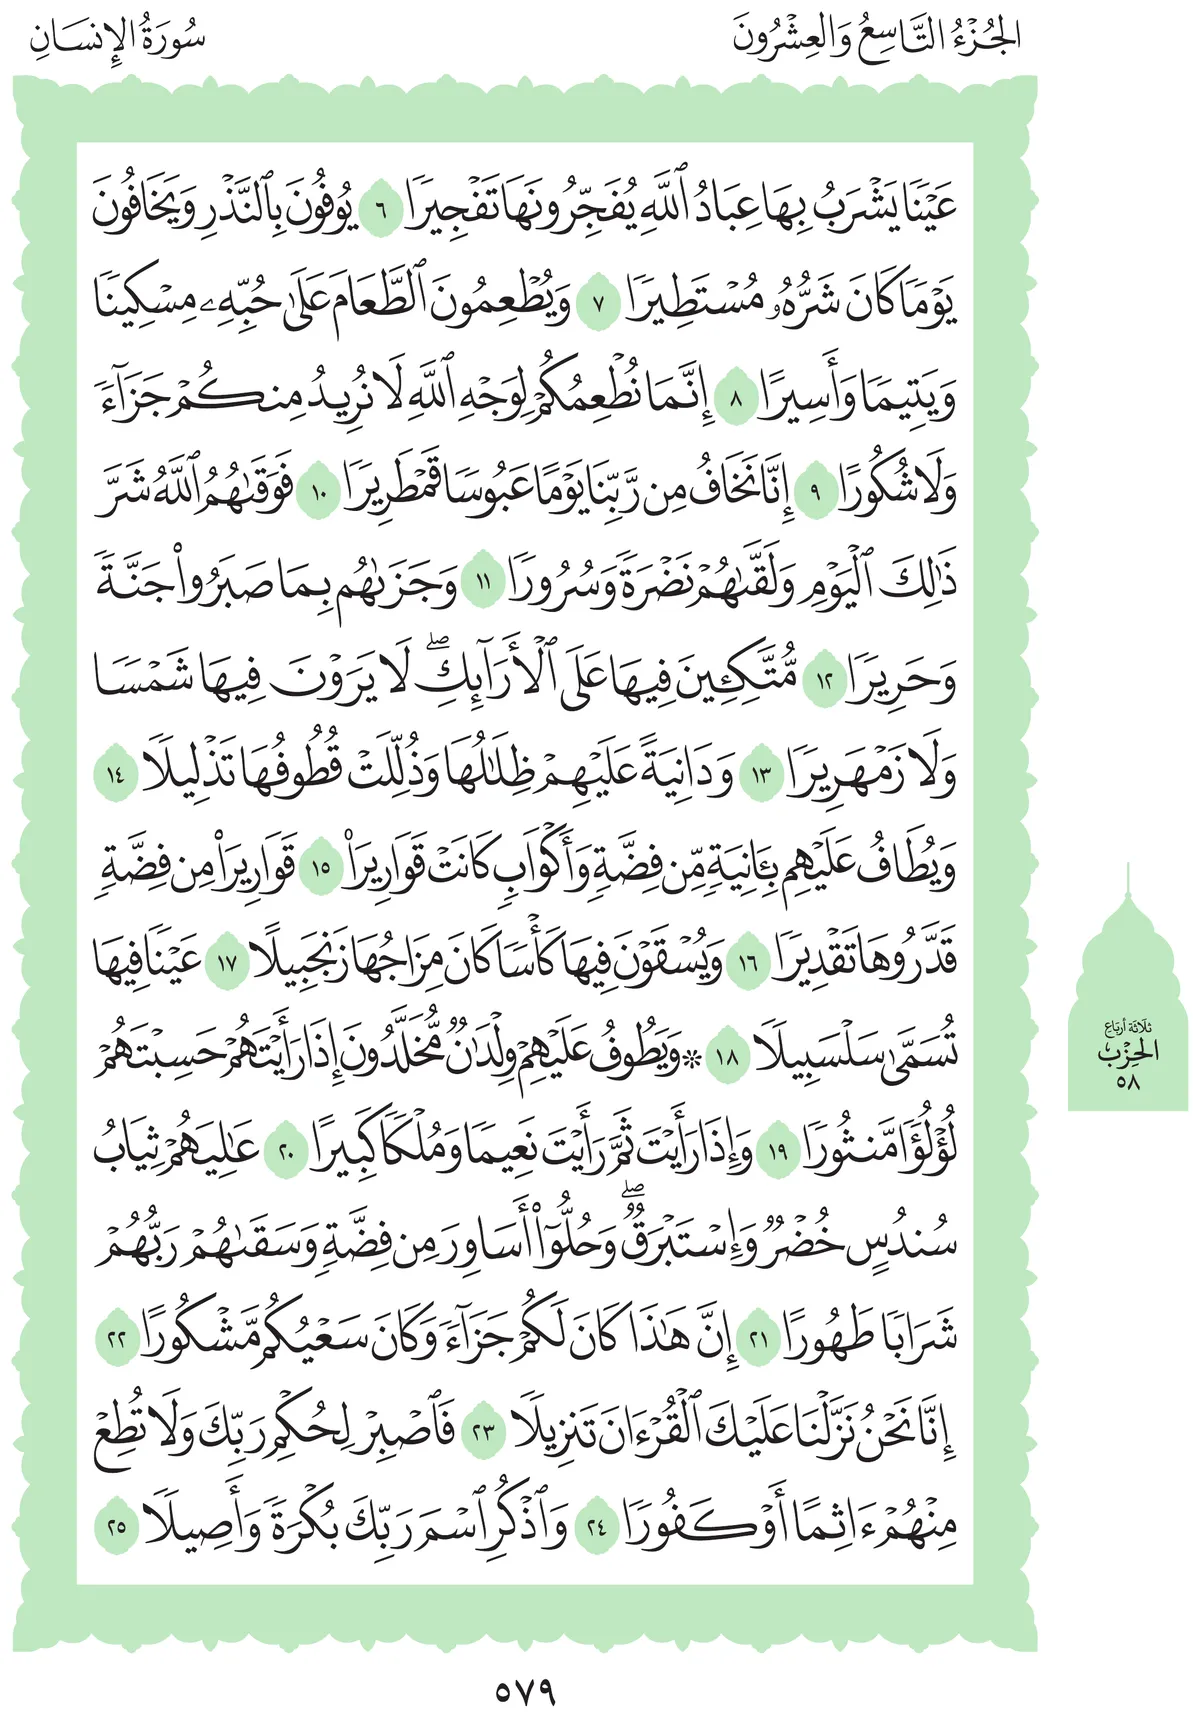 الجُزْءُ التَّاسِعُ وَالعِشْرُونَ
سُورَةُ الإِنسَانِ
عَيْنٗا يَشْرَبُ بِهَا عِبَادُ ٱللَّهِ يُفَجِّرُونَهَا تَفْجِيرٗا ٦ يُوفُونَ بِٱلنَّذْرِ وَيَخَافُونَ
يَوْمٗا كَانَ شَرُّهُۥ مُسْتَطِيرٗا ٧ وَيُطْعِمُونَ ٱلطَّعَامَ عَلَىٰ حُبِّهِۦ مِسْكِينٗا
وَيَتِيمٗا وَأَسِيرًا ٨ إِنَّمَا نُطْعِمُكُمْ لِوَجْهِ ٱللَّهِ لَا نُرِيدُ مِنكُمْ جَزَآءٗ
وَلَا شُكُورًا ٩ إِنَّا نَخَافُ مِن رَّبِّنَا يَوْمًا عَبُوسٗا قَمْطَرِيرٗا ١٠ فَوَقَىٰهُمُ ٱللَّهُ شَرَّ
ذَٰلِكَ ٱلْيَوْمِ وَلَقَّىٰهُمْ نَضْرَةٗ وَسُرُورٗا ١١ وَجَزَىٰهُم بِمَا صَبَرُوا۟ جَنَّةٗ
وَحَرِيرٗا ١٢ مُّتَّكِـِٔينَ فِيهَا عَلَى ٱلْأَرَآئِكِۖ لَا يَرَوْنَ فِيهَا شَمْسٗا
وَلَا زَمْهَرِيرٗا ١٣ وَدَانِيَةً عَلَيْهِمْ ظِلَٰلُهَا وَذُلِّلَتْ قُطُوفُهَا تَذْلِيلٗا ١٤
وَيُطَافُ عَلَيْهِم بِـَٔانِيَةٖ مِّن فِضَّةٖ وَأَكْوَابٖ كَانَتْ قَوَارِيرَا۠ ١٥ قَوَارِيرَا۟ مِن فِضَّةٖ
قَدَّرُوهَا تَقْدِيرٗا ١٦ وَيُسْقَوْنَ فِيهَا كَأْسٗا كَانَ مِزَاجُهَا زَنجَبِيلًا ١٧ عَيْنٗا فِيهَا
تُسَمَّىٰ سَلْسَبِيلٗا ١٨ ۞ وَيَطُوفُ عَلَيْهِمْ وِلْدَٰنٞ مُّخَلَّدُونَ إِذَا رَأَيْتَهُمْ حَسِبْتَهُمْ
لُؤْلُؤٗا مَّنثُورٗا ١٩ وَإِذَا رَأَيْتَ ثَمَّ رَأَيْتَ نَعِيمٗا وَمُلْكٗا كَبِيرًا ٢٠ عَٰلِيَهُمْ ثِيَابُ
سُندُسٍ خُضْرٞ وَإِسْتَبْرَقٞۖ وَحُلُّوٓا۟ أَسَاوِرَ مِن فِضَّةٖ وَسَقَىٰهُمْ رَبُّهُمْ
شَرَابٗا طَهُورًا ٢١ إِنَّ هَٰذَا كَانَ لَكُمْ جَزَآءٗ وَكَانَ سَعْيُكُم مَّشْكُورًا ٢٢
إِنَّا نَحْنُ نَزَّلْنَا عَلَيْكَ ٱلْقُرْءَانَ تَنزِيلٗا ٢٣ فَٱصْبِرْ لِحُكْمِ رَبِّكَ وَلَا تُطِعْ
مِنْهُمْ ءَاثِمًا أَوْ كَفُورٗا ٢٤ وَٱذْكُرِ ٱسْمَ رَبِّكَ بُكْرَةٗ وَأَصِيلٗا ٢٥
ثلاثة أرباع
الحِزْب
٥٨
٥٧٩